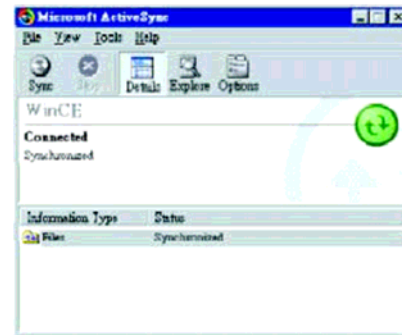 Microsoft ActiveSync
File View Tools Help
Sync Stop Details Explore Options
WinCE
Connected
Synchronized
Information Type Status
Files Synchronized